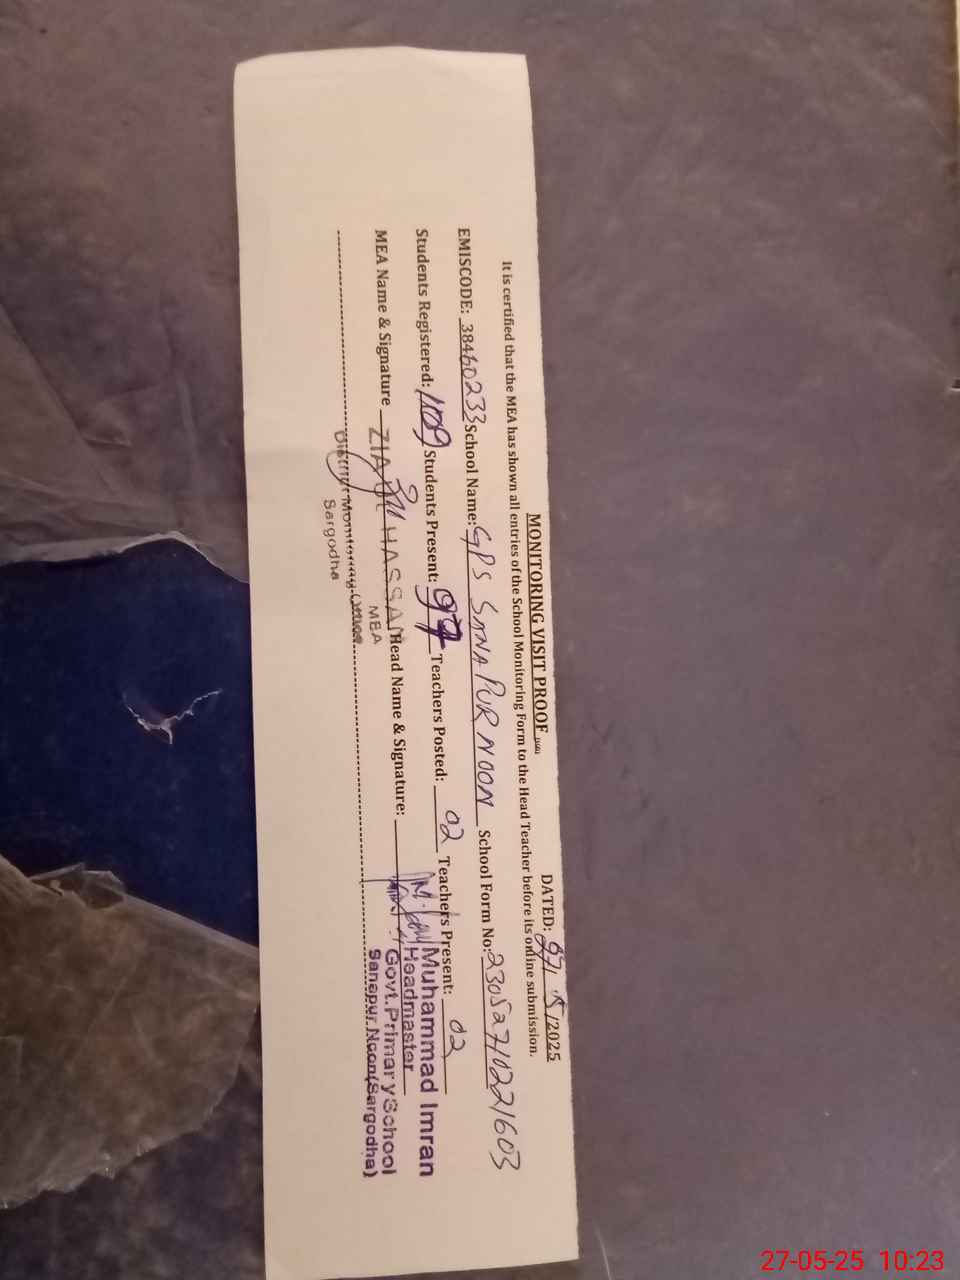 MONITORING VISIT PROOF
DATED: 27/5/2025
It is certified that the MEA has shown all entries of the School Monitoring Form to the Head Teacher before its online submission.
EMISCODE: 38460233 School Name: GPS SANAPUR NOON School Form No: 230527102221603
Students Registered: 109 Students Present: 97 Teachers Posted: 02 Teachers Present: 02
MEA Name & Signature ZIA UL HASSAN Head Name & Signature:
MEA
District Monitoring Office
Sargodha
Muhammad Imran
Headmaster
Govt. Primary School
Sanapur Noon (Sargodha)
27-05-25 10:23